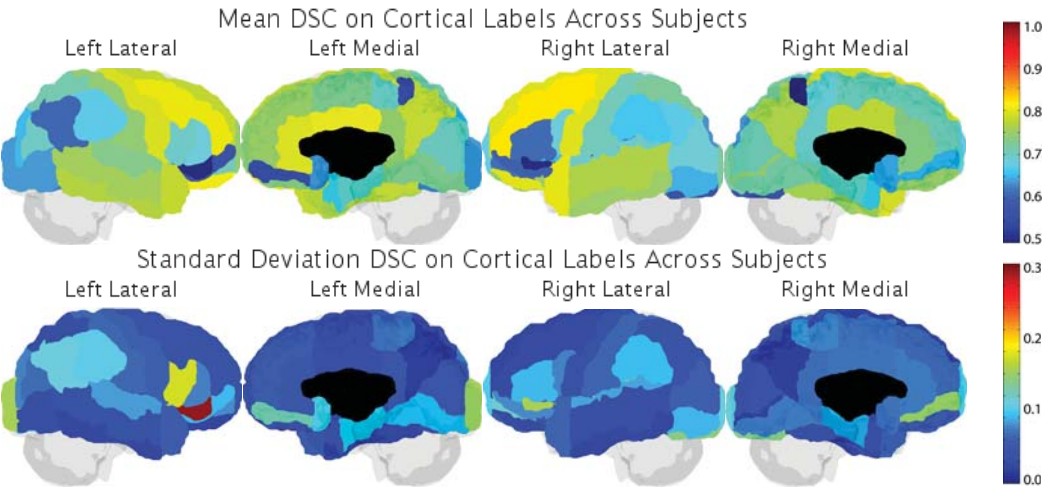 Mean DSC on Cortical Labels Across Subjects
Left Lateral Left Medial Right Lateral Right Medial
1.0
0.9
0.8
0.7
0.6
0.5
Standard Deviation DSC on Cortical Labels Across Subjects
Left Lateral Left Medial Right Lateral Right Medial
0.3
0.2
0.1
0.0